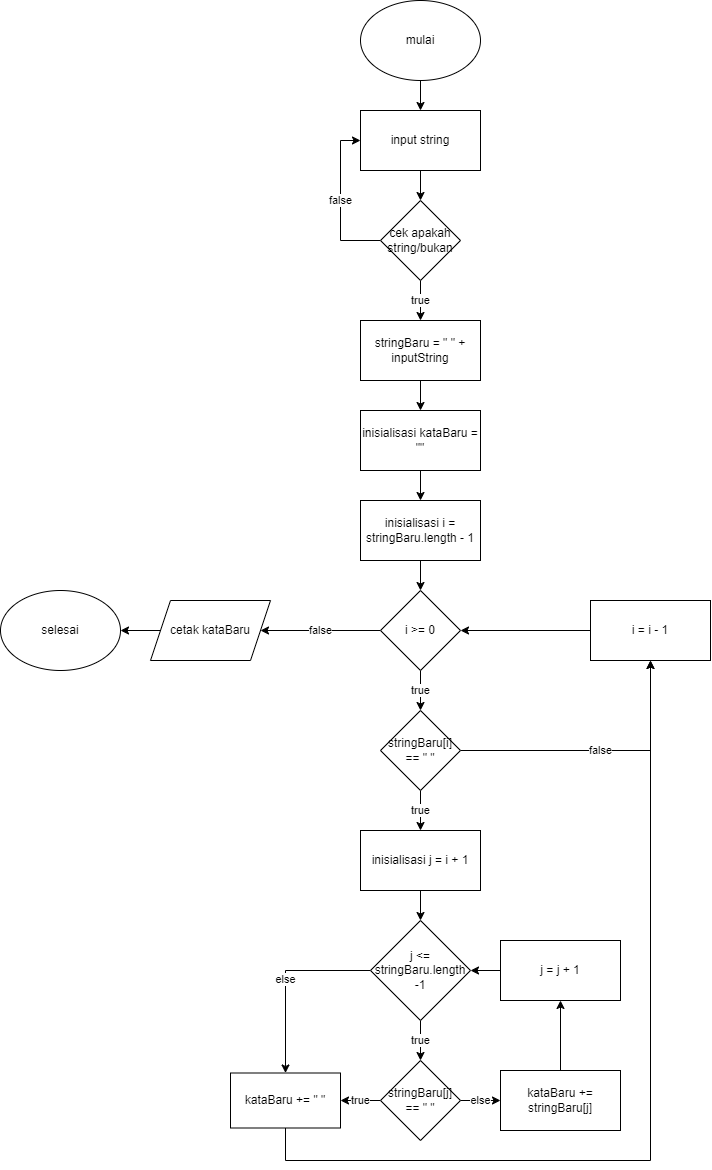 mulai
input string
false
cek apakah
string/bukan
true
stringBaru = " " +
inputString
inisialisasi kataBaru =
""
inisialisasi i =
stringBaru.length - 1
selesai
cetak kataBaru
false
i >= 0
i = i - 1
true
stringBaru[i]
== " "
false
true
inisialisasi j = i + 1
j <=
stringBaru.length
-1
j = j + 1
else
true
kataBaru += " "
true
stringBaru[j]
== " "
else
kataBaru +=
stringBaru[j]